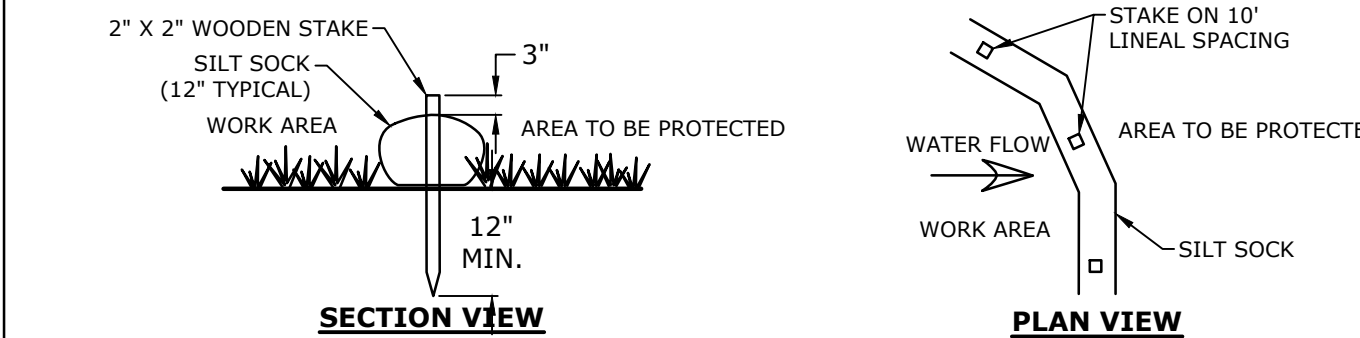 2" X 2" WOODEN STAKE
3"
SILT SOCK
(12" TYPICAL)
WORK AREA
AREA TO BE PROTECTED
12"
MIN.
SECTION VIEW
STAKE ON 10'
LINEAL SPACING
WATER FLOW
AREA TO BE PROTECTE
WORK AREA
SILT SOCK
PLAN VIEW